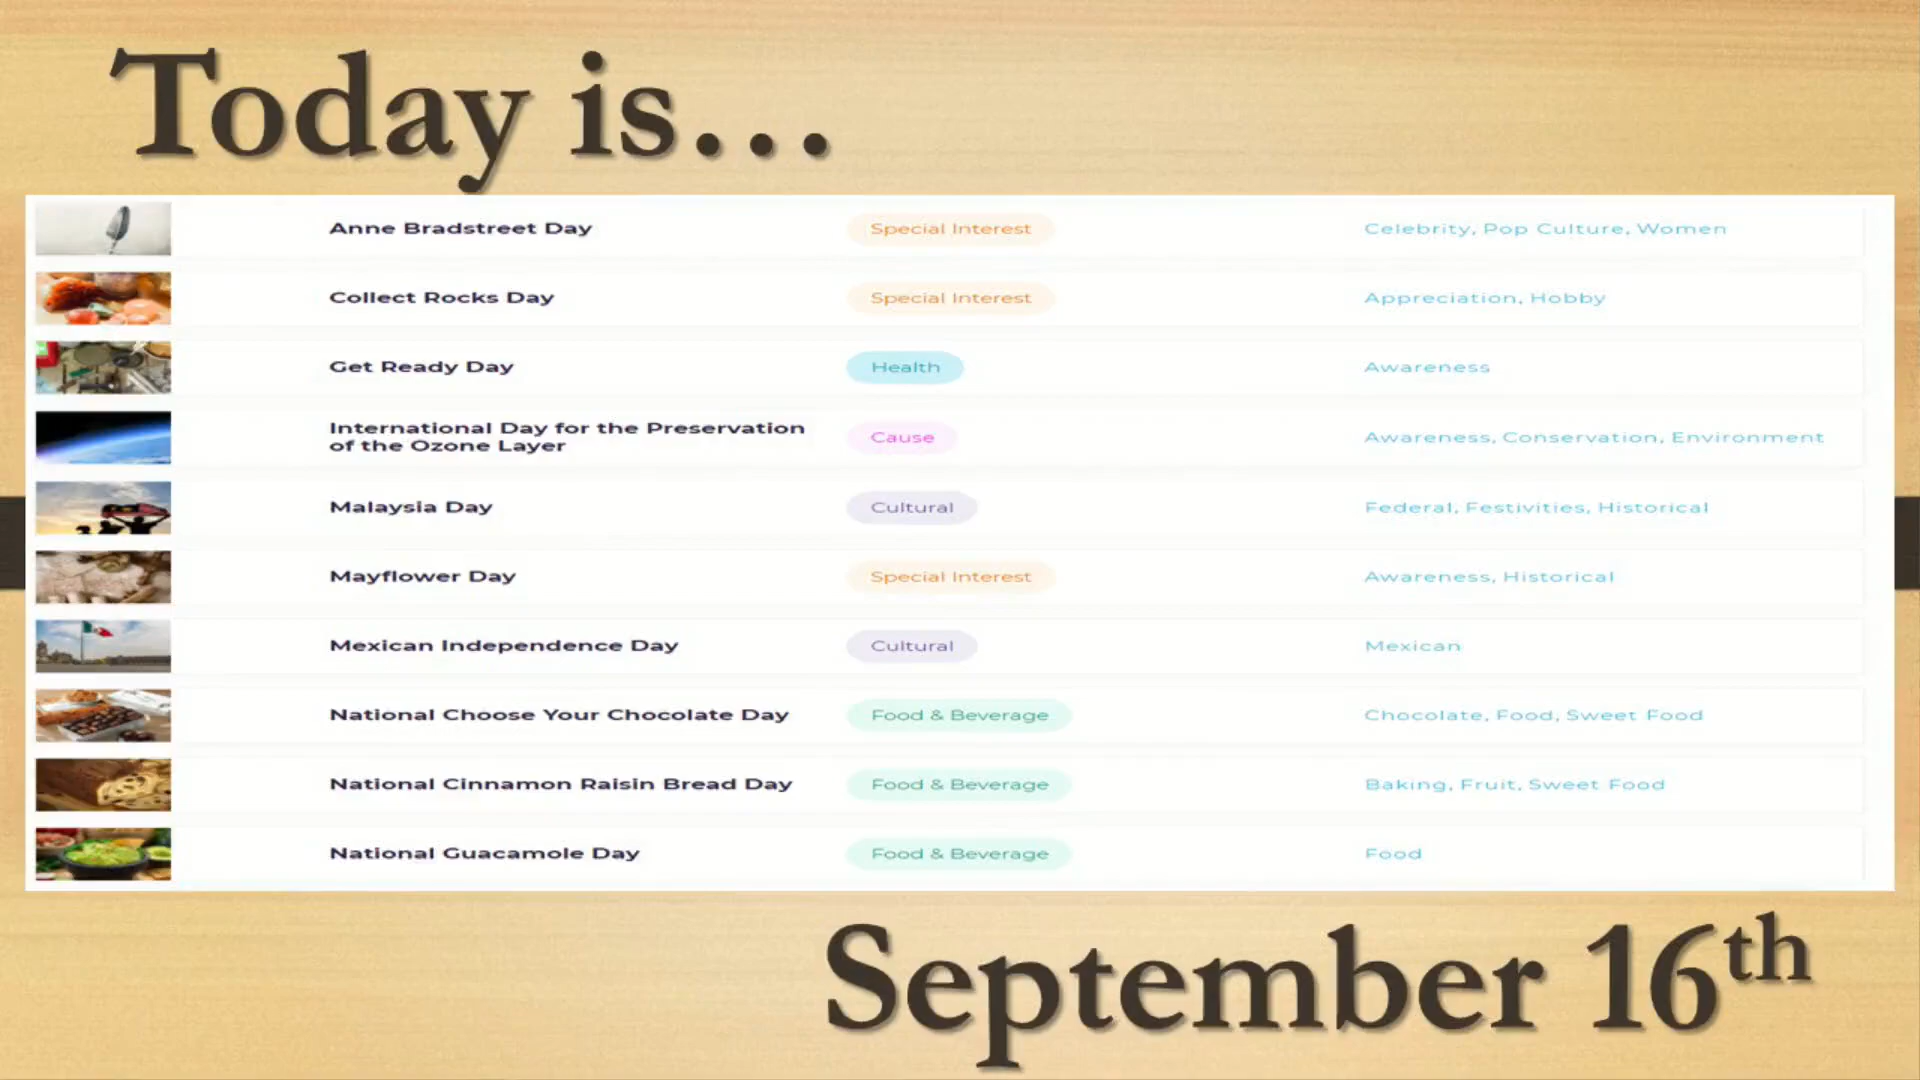 Today is...
Anne Bradstreet Day Special Interest Celebrity, Pop Culture, Women
Collect Rocks Day Special Interest Appreciation, Hobby
Get Ready Day Health Awareness
International Day for the Preservation
of the Ozone Layer Cause Awareness, Conservation, Environment
Malaysia Day Cultural Federal, Festivities, Historical
Mayflower Day Special Interest Awareness, Historical
Mexican Independence Day Cultural Mexican
National Choose Your Chocolate Day Food & Beverage Chocolate, Food, Sweet Food
National Cinnamon Raisin Bread Day Food & Beverage Baking, Fruit, Sweet Food
National Guacamole Day Food & Beverage Food
September 16th